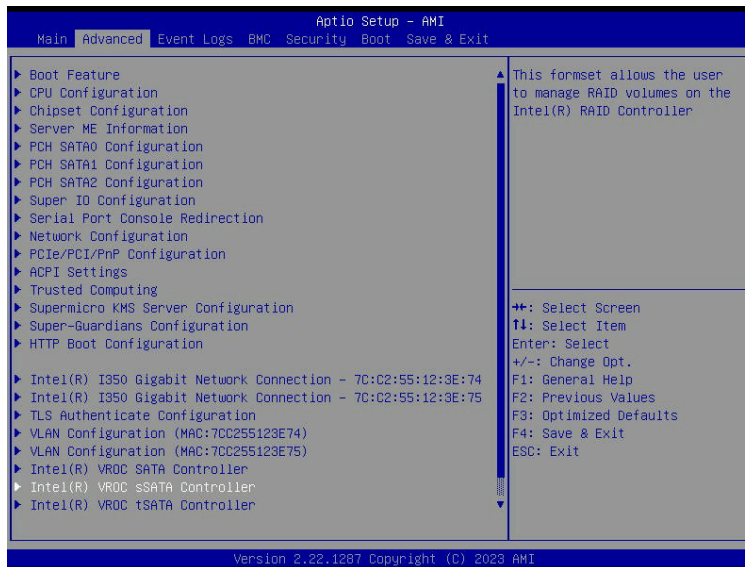 Aptio Setup - AMI
Main Advanced Event Logs BMC Security Boot Save & Exit
Boot Feature
CPU Configuration
Chipset Configuration
Server ME Information
PCH SATA0 Configuration
PCH SATA1 Configuration
PCH SATA2 Configuration
Super IO Configuration
Serial Port Console Redirection
Network Configuration
PCIe/PCI/PnP Configuration
ACPI Settings
Trusted Computing
Supermicro KMS Server Configuration
Super-Guardians Configuration
HTTP Boot Configuration
Intel(R) I350 Gigabit Network Connection - 7C:C2:55:12:3E:74
Intel(R) I350 Gigabit Network Connection - 7C:C2:55:12:3E:75
TLS Authenticate Configuration
VLAN Configuration (MAC:7CC255123E74)
VLAN Configuration (MAC:7CC255123E75)
Intel(R) VROC SATA Controller
Intel(R) VROC sSATA Controller
Intel(R) VROC tSATA Controller
This formset allows the user
to manage RAID volumes on the
Intel(R) RAID Controller
→←: Select Screen
↑↓: Select Item
Enter: Select
+/-: Change Opt.
F1: General Help
F2: Previous Values
F3: Optimized Defaults
F4: Save & Exit
ESC: Exit
Version 2.22.1287 Copyright (C) 2023 AMI